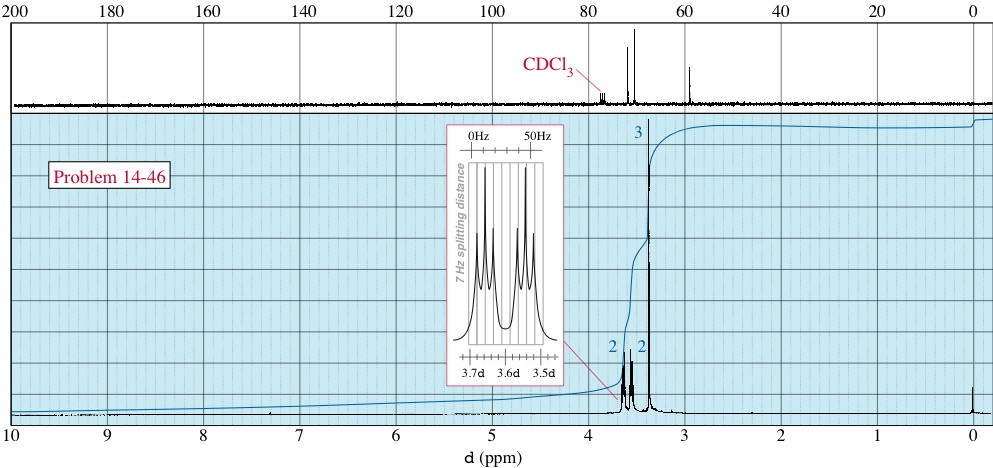 200 180 160 140 120 100 80 60 40 20 0
CDCl3
3
0Hz 50Hz
Problem 14-46
7 Hz splitting distance
2 2
3.7d 3.6d 3.5d
10 9 8 7 6 5 4 3 2 1 0
d (ppm)